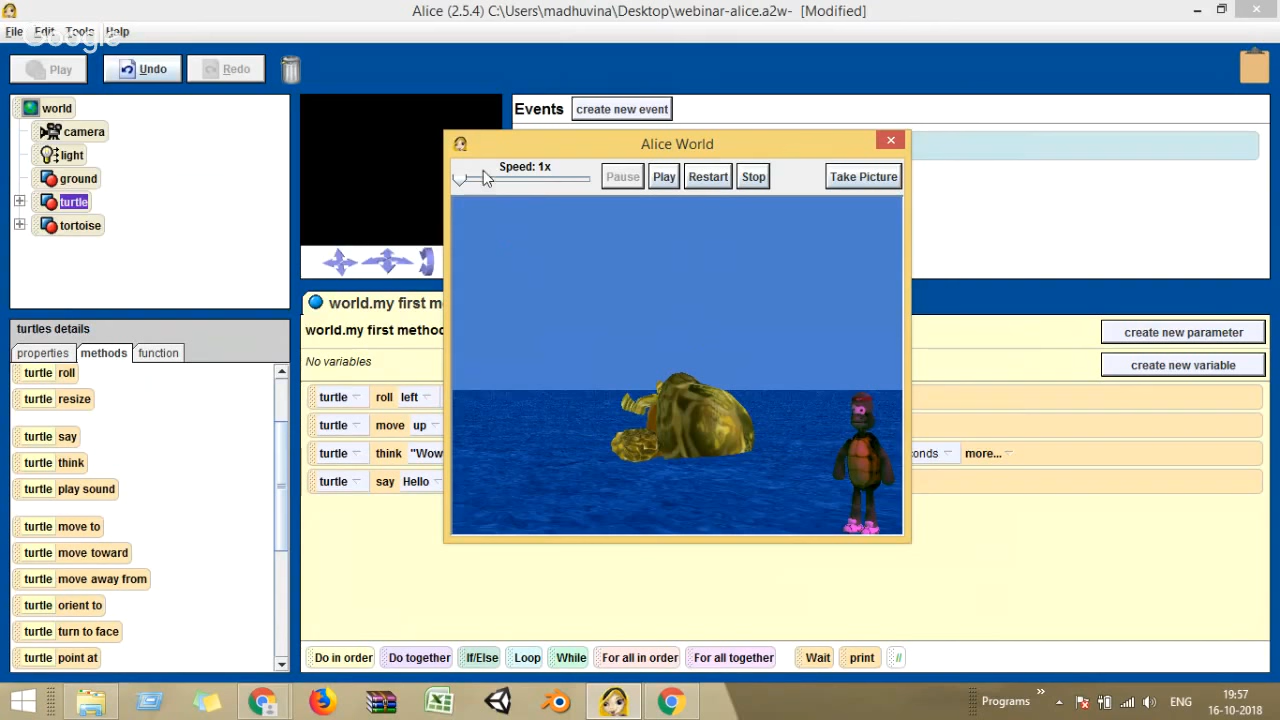 Alice (2.5.4) C:\Users\madhuvina\Desktop\webinar-alice.a2w- [Modified]
File Edit Tools Help
Google
Play Undo Redo
world
camera
light
ground
turtle
tortoise
Events create new event
Alice World
Speed: 1x
Pause Play Restart Stop Take Picture
turtles details
properties methods function
turtle roll
turtle resize
turtle say
turtle think
turtle play sound
turtle move to
turtle move toward
turtle move away from
turtle orient to
turtle turn to face
turtle point at
world.my first m
world.my first method
No variables
create new parameter
create new variable
turtle roll left
turtle move up
turtle think "Wow onds more...
turtle say Hello
Do in order Do together If/Else Loop While For all in order For all together Wait print //
Programs
ENG
19:57
16-10-2018